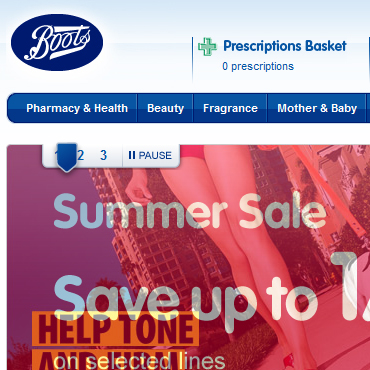 Boots
Prescriptions Basket
0 prescriptions
Pharmacy & Health
Beauty
Fragrance
Mother & Baby
2 3 PAUSE
Summer Sale
Save up to
HELP TONE
on selected lines